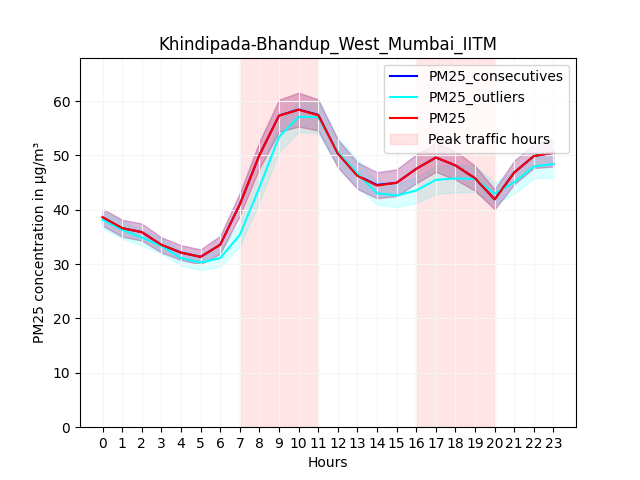 Khindipada-Bhandup_West_Mumbai_IITM
PM25_consecutives
PM25_outliers
PM25
Peak traffic hours
PM25 concentration in µg/m³
60
50
40
30
20
10
0
0 1 2 3 4 5 6 7 8 9 10 11 12 13 14 15 16 17 18 19 20 21 22 23
Hours